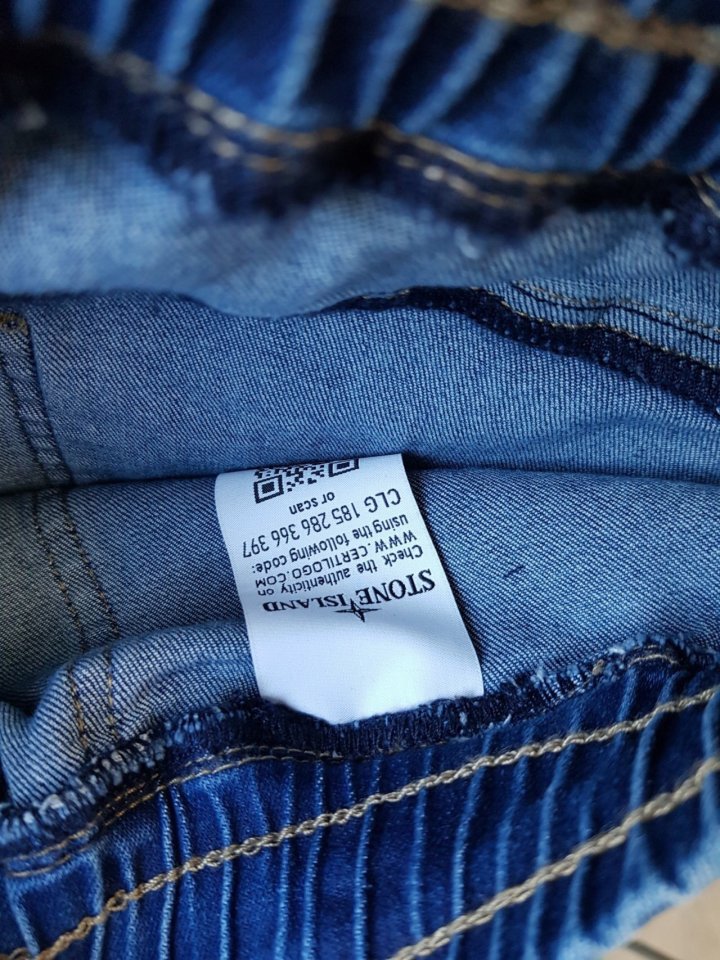 STONE ISLAND
Check the authenticity on
WWW.CERTILOGO.COM
using the following code:
CLG 185 286 366 397
or scan